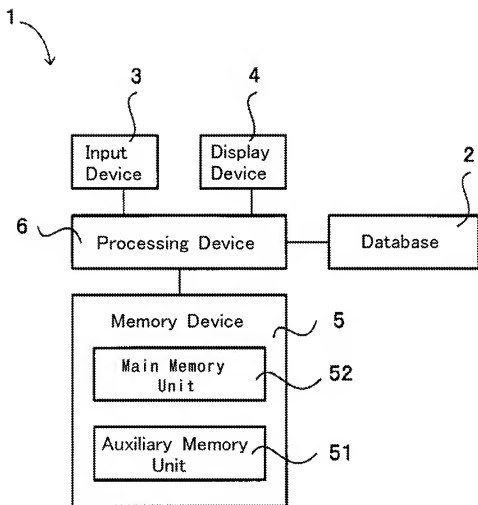 1
3
4
Input
Device
Display
Device
2
6
Processing Device
Database
Memory Device
5
Main Memory
Unit
52
Auxiliary Memory
Unit
51